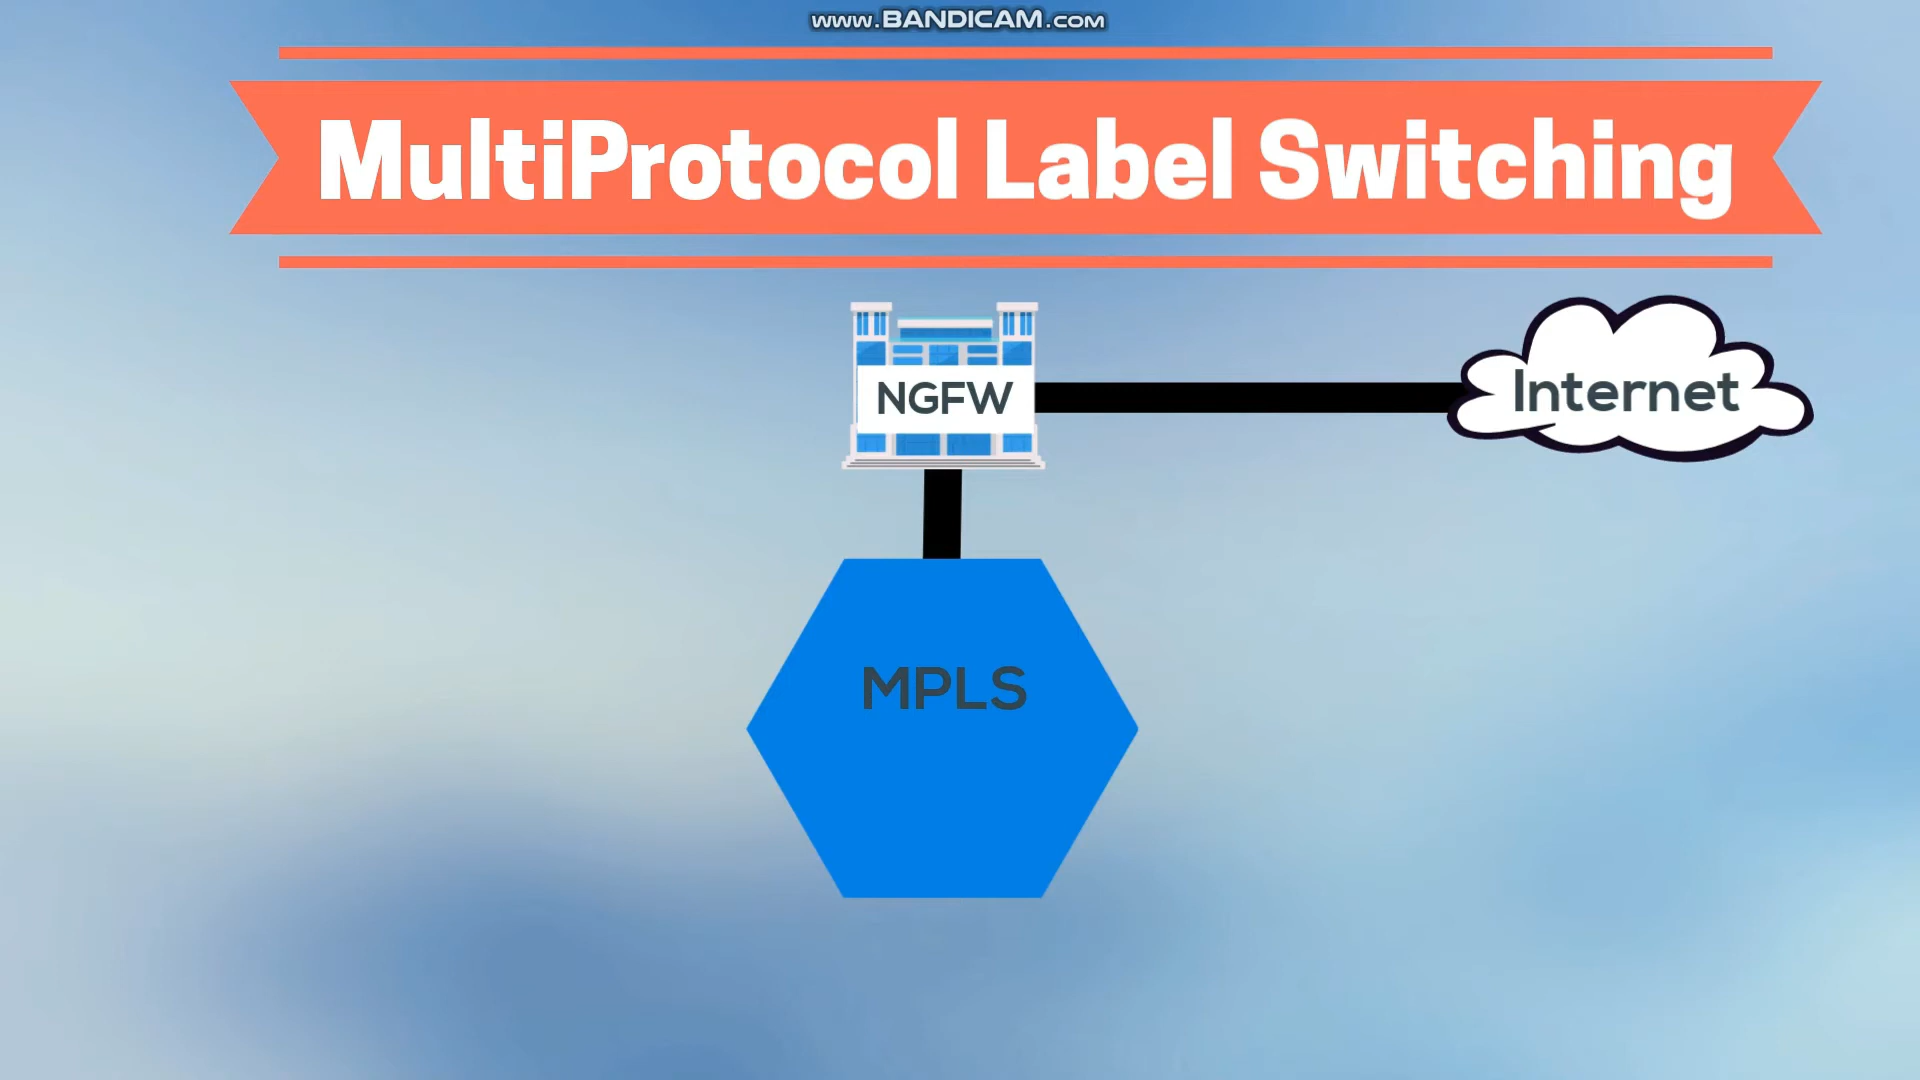 www.BANDICAM.com
MultiProtocol Label Switching
NGFW
Internet
MPLS